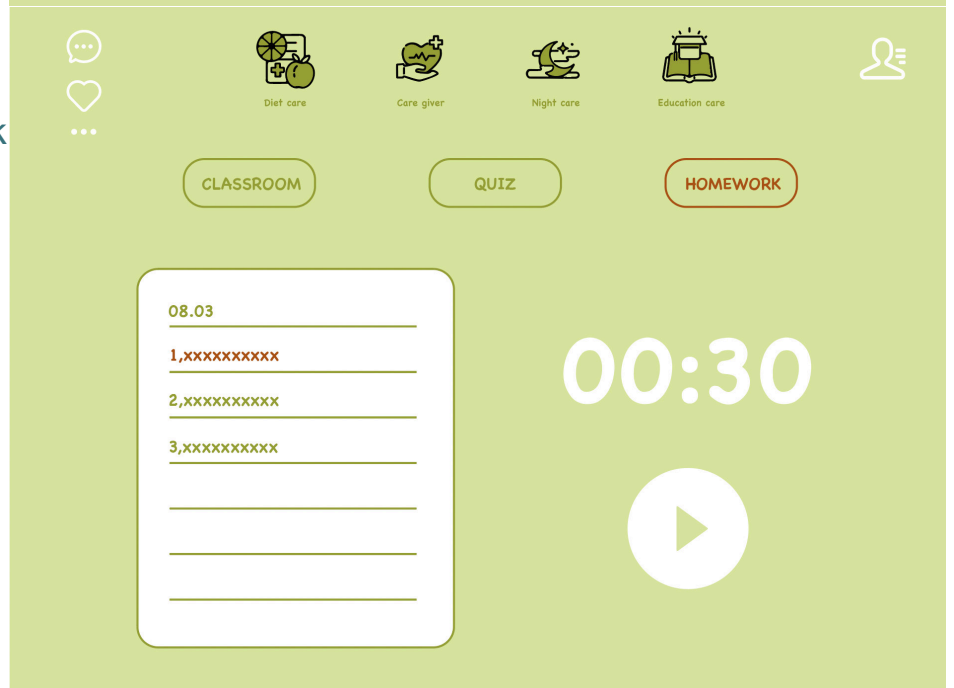 Diet care
Care giver
Night care
Education care
K
CLASSROOM
QUIZ
HOMEWORK
08.03
1,xxxxxxxxxx
2,xxxxxxxxxx
3,xxxxxxxxxx
00:30